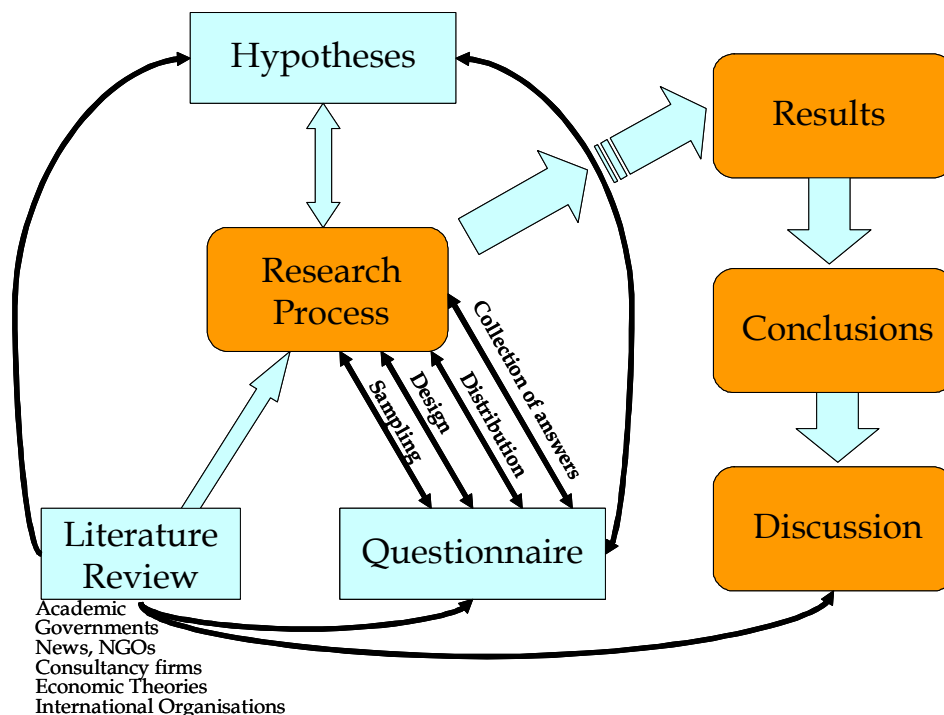 Hypotheses
Results
Research
Process
Collection of answers
Distribution
Design
Sampling
Conclusions
Literature
Review
Questionnaire
Discussion
Academic
Governments
News, NGOs
Consultancy firms
Economic Theories
International Organisations